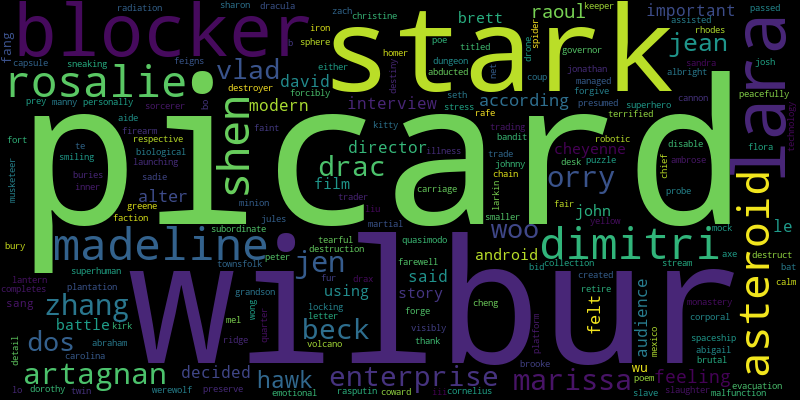 radiation
sharon
dracula
zach
christine
brett
raoul
keeper
important
assisted
passed
blocker
stark
fang
iron
sphere
b
poe
titled
homer
spider
jean
rhodes
governor
josh
capsule
sneaking
vlad
david
either
dungeon
abducted
net
drone
coup
jonathan
managed
forgive
albright
sandra
lara
rosalie
destroyer
forcibly
modern
interview
destiny
seth
stress
rafe
according
presumed
superhero
cannon
peacefully
technology
prey
manny
personally
sorcerer
bo
shen
picard
trading
bandit
terrified
fort
aide
firearm
faint
kitty
illness
trade
johnny
robotic
disable
flora
te
respective
biological
director
desk
puzzle
cheyenne
ambrose
smiling
launching
drac
film
carriage
chain
larkin
chief
probe
musketeer
buries
inner
sadie
alter
minion
trader
liu
smaller
orry
fair
john
yellow
asteroid
greene
faction
jules
martial
woo
android
felt
mock
le
bury
subordinate
tearful
destruction
quasimodo
dimitri
axe
madeline
townsfolk
peter
farewell
audience
stream
destruct
superhuman
jen
said
bid
collection
bat
lantern
completes
plantation
fur
drax
created
retire
calm
zhang
wilbur
grandson
using
story
cheng
monastery
sang
battle
kirk
wong
locking
letter
forge
platform
corporal
dos
mel
quarter
beck
visibly
mexico
spaceship
detail
abraham
ridge
volcano
thank
abigail
carolina
brooke
wu
brutal
artagnan
decided
hawk
enterprise
marissa
poem
feeling
evacuation
lo
dorothy
twin
werewolf
preserve
emotional
rasputin
coward
iii
cornelius
slave
slaughter
malfunction